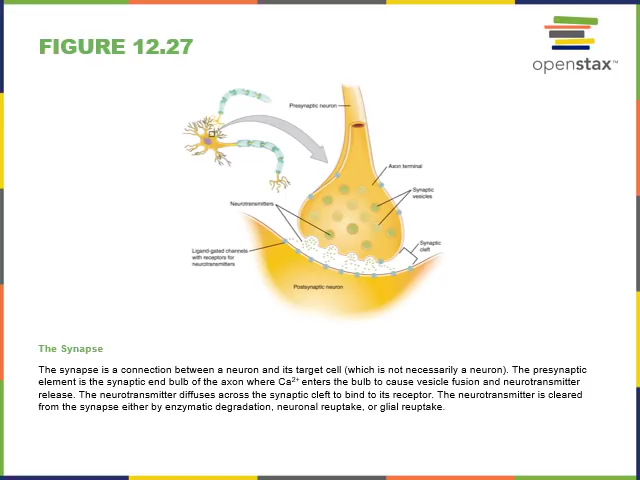 FIGURE 12.27
openstax™
Presynaptic neuron
Axon terminal
Synaptic
vesicles
Neurotransmitters
Synaptic
cleft
Ligand-gated channels
with receptors for
neurotransmitters
Postsynaptic neuron
The Synapse
The synapse is a connection between a neuron and its target cell (which is not necessarily a neuron). The presynaptic
element is the synaptic end bulb of the axon where Ca2+ enters the bulb to cause vesicle fusion and neurotransmitter
release. The neurotransmitter diffuses across the synaptic cleft to bind to its receptor. The neurotransmitter is cleared
from the synapse either by enzymatic degradation, neuronal reuptake, or glial reuptake.